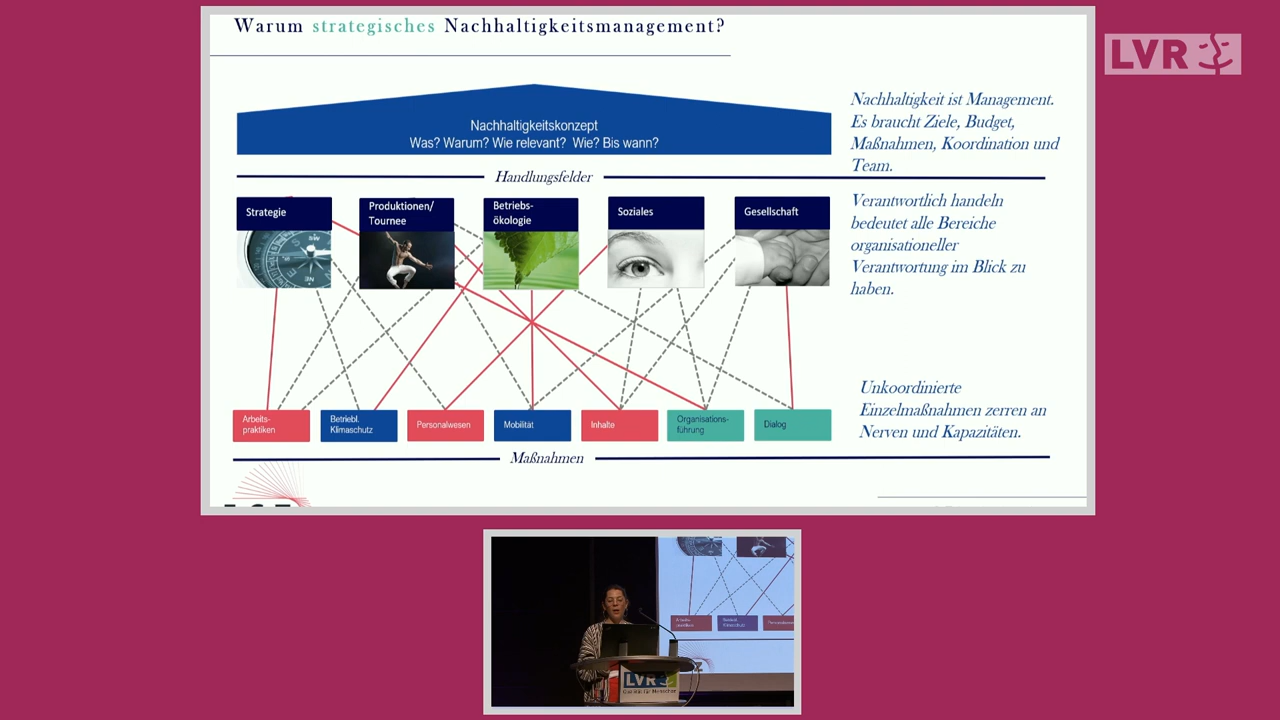 Warum strategisches Nachhaltigkeitsmanagement?
LVR
Nachhaltigkeitskonzept
Was? Warum? Wie relevant? Wie? Bis wann?
Nachhaltigkeit ist Management.
Es braucht Ziele, Budget,
Maßnahmen, Koordination und
Team.
Handlungsfelder
Strategie
Produktionen/
Tournee
Betriebs-
ökologie
Soziales
Gesellschaft
Verantwortlich handeln
bedeutet alle Bereiche
organisationeller
Verantwortung im Blick zu
haben.
Unkoordinierte
Einzelmaßnahmen zerren an
Nerven und Kapazitäten.
Arbeits-
praktiken
Betriebl.
Klimaschutz
Personalwesen
Mobilität
Inhalte
Organisations-
führung
Dialog
Maßnahmen
LVR